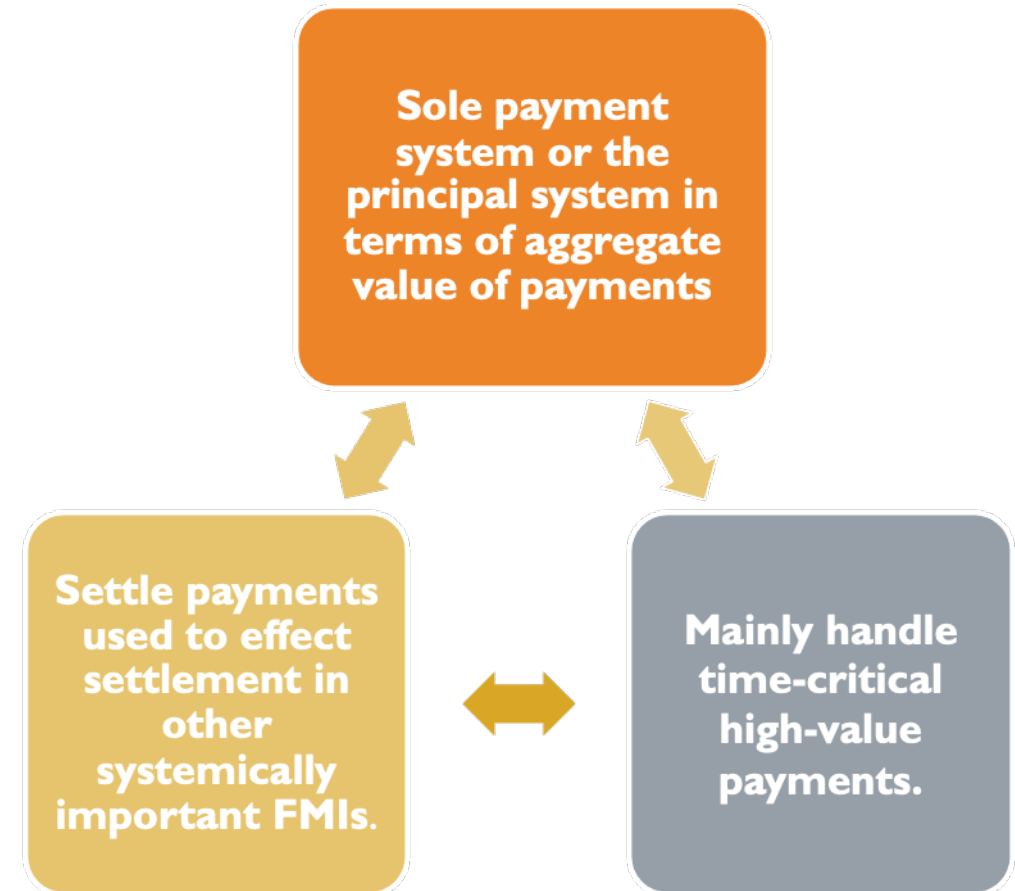 Sole payment
system or the
principal system in
terms of aggregate
value of payments
Settle payments
used to effect
settlement in
other
systemically
important FMIs.
Mainly handle
time-critical
high-value
payments.